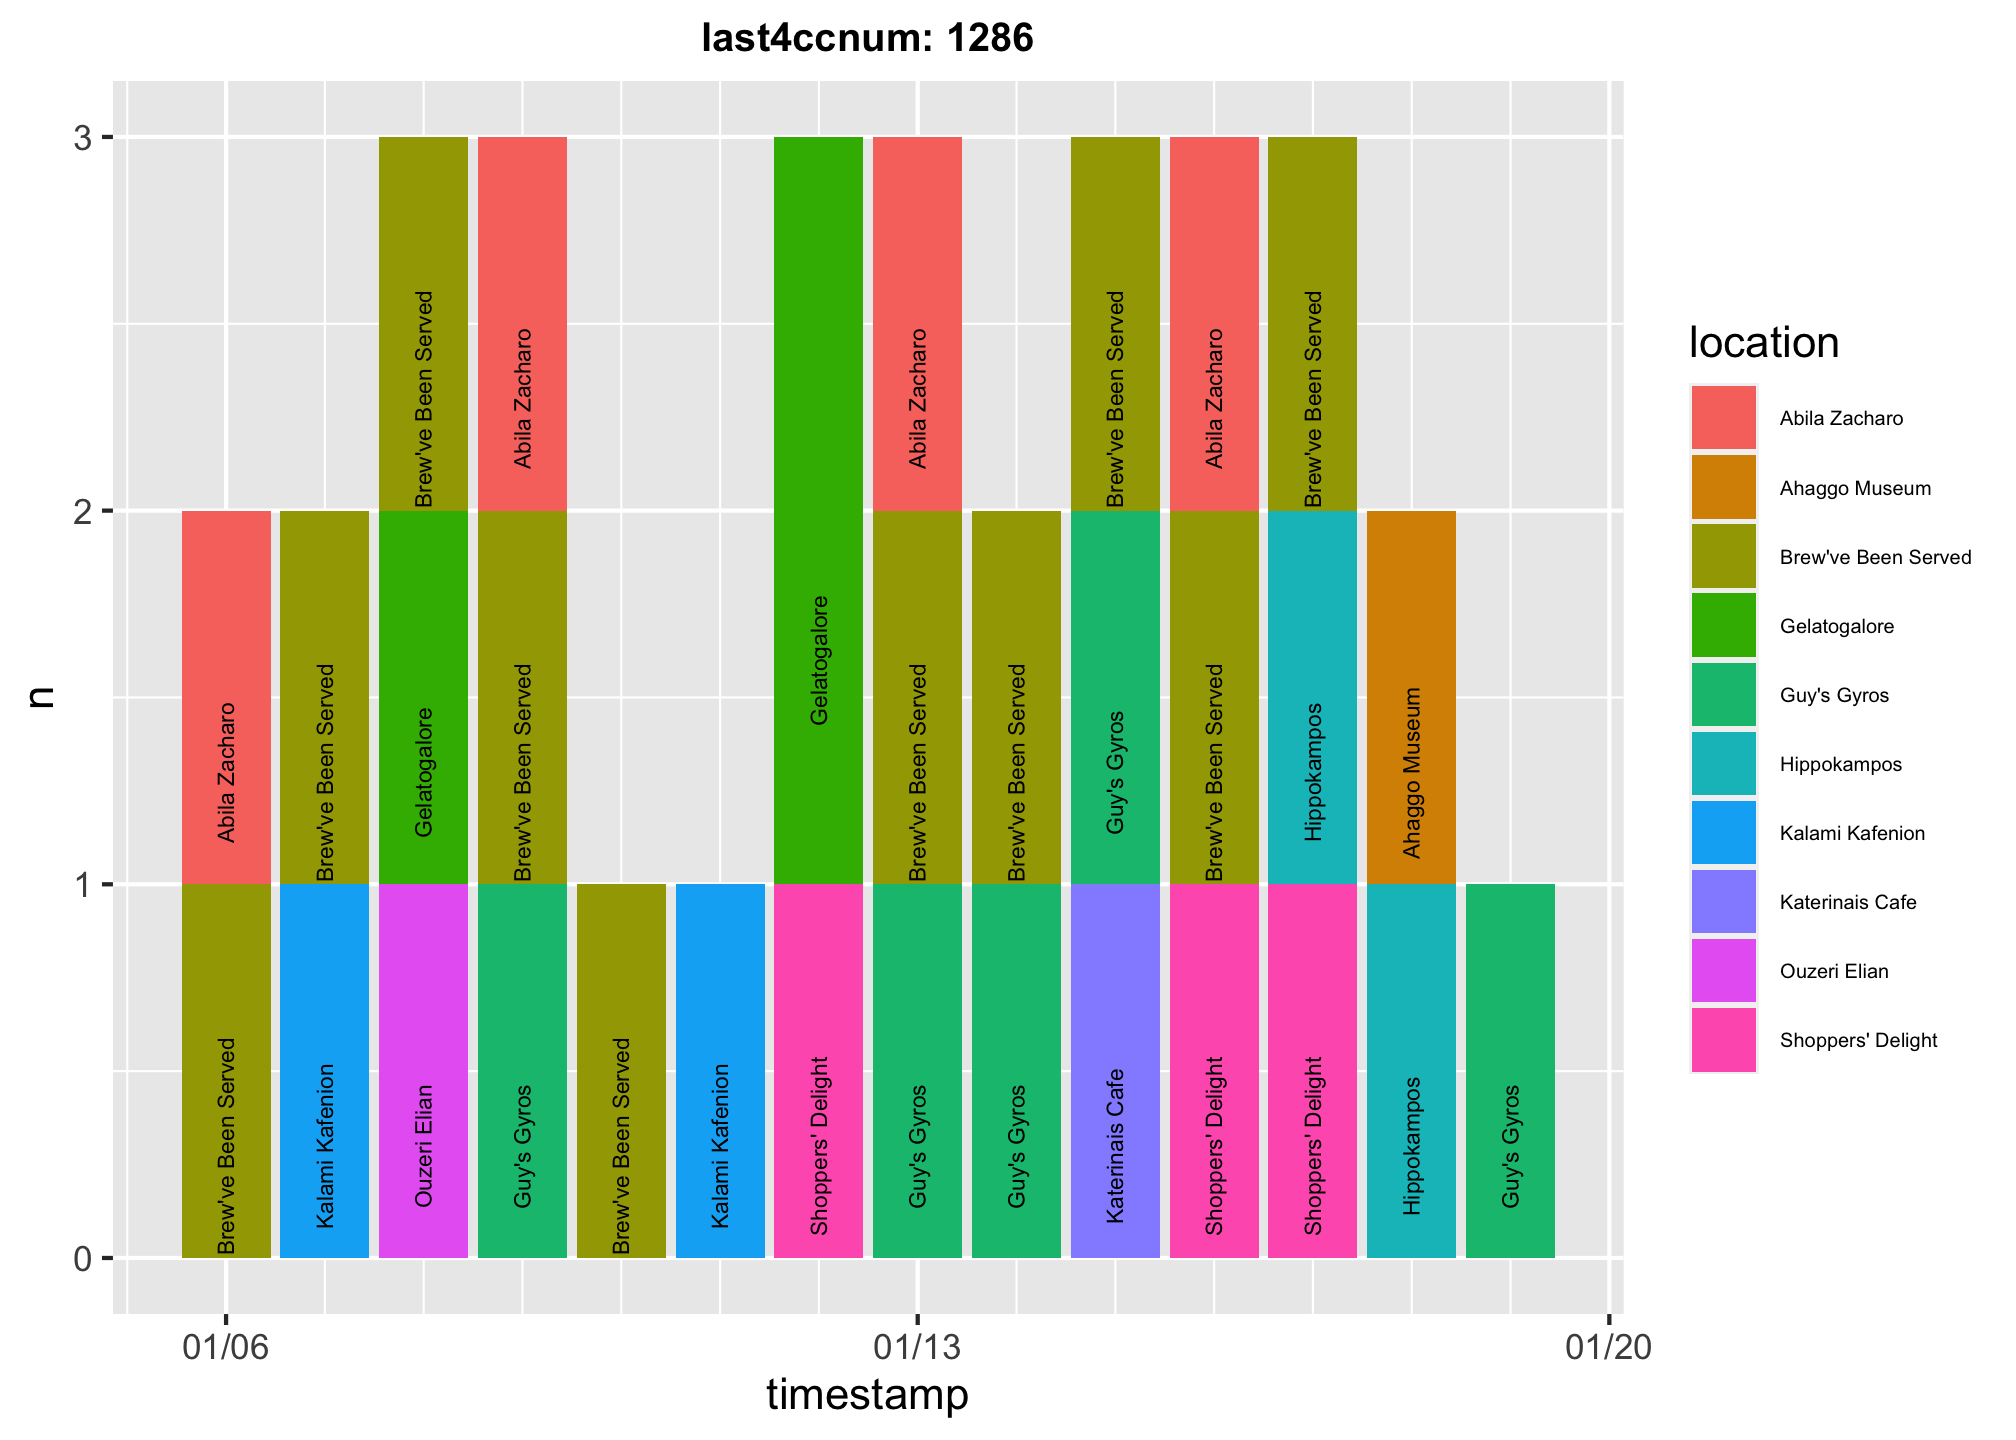 last4ccnum: 1286
n
3
2
1
0
Abila Zacharo
Brew've Been Served
Brew've Been Served
Kalami Kafenion
Brew've Been Served
Gelatogalore
Ouzeri Elian
Abila Zacharo
Brew've Been Served
Guy's Gyros
Brew've Been Served
Kalami Kafenion
Gelatogalore
Shoppers' Delight
Abila Zacharo
Brew've Been Served
Guy's Gyros
Brew've Been Served
Guy's Gyros
Brew've Been Served
Guy's Gyros
Katerinais Cafe
Abila Zacharo
Brew've Been Served
Shoppers' Delight
Brew've Been Served
Hippokampos
Shoppers' Delight
Ahaggo Museum
Hippokampos
Guy's Gyros
01/06
01/13
01/20
timestamp
location
Abila Zacharo
Ahaggo Museum
Brew've Been Served
Gelatogalore
Guy's Gyros
Hippokampos
Kalami Kafenion
Katerinais Cafe
Ouzeri Elian
Shoppers' Delight